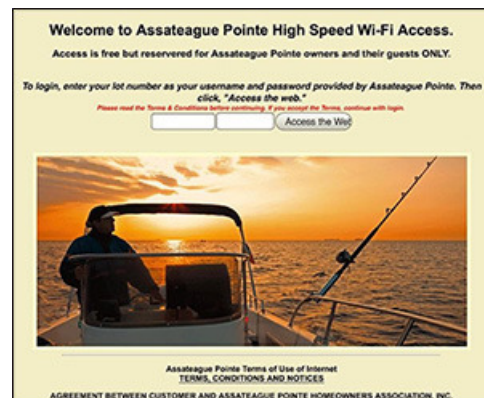 Welcome to Assateague Pointe High Speed Wi-Fi Access.
Access is free but reservered for Assateague Pointe owners and their guests ONLY.
To login, enter your lot number as your username and password provided by Assateague Pointe. Then
click, "Access the web."
Please read the Terms & Conditions before continuing. If you accept the Terms, continue with login.
Access the Wet
Assateague Pointe Terms of Use of Internet
TERMS, CONDITIONS AND NOTICES
AGREEMENT BETWEEN CUSTOMER AND ASSATEAGUE POINTE HOMEOWNERS ASSOCIATION, INC.